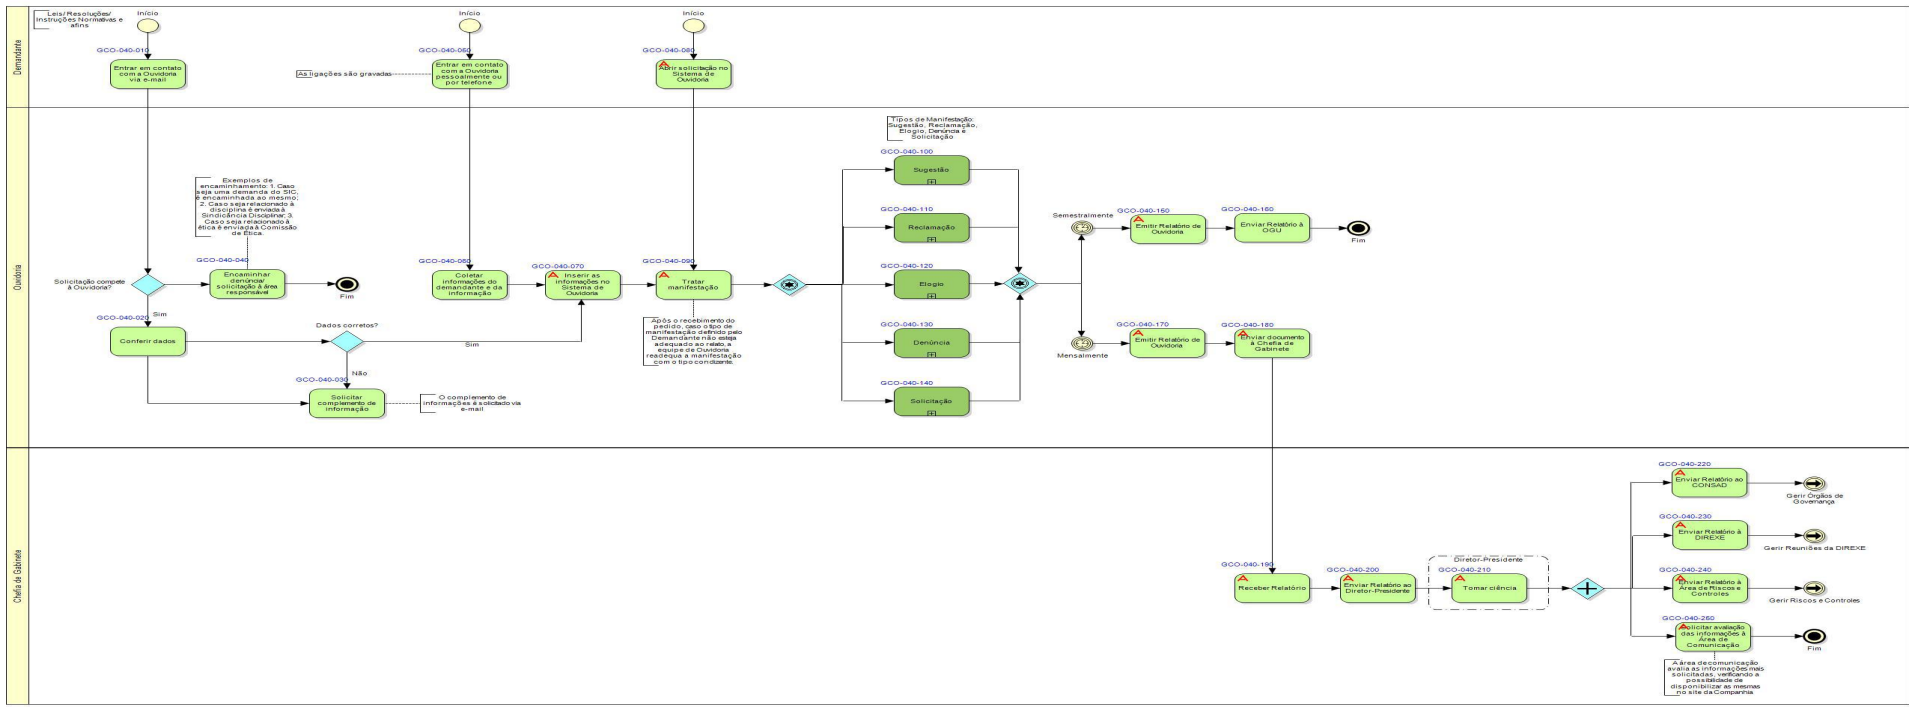 Demandante
Leis/ Resoluções/
Instruções Normativas e
afins
Início
GCO-040-010
Entrar em contato
com a Ouvidoria
via e-mail
Início
GCO-040-050
As ligações são gravadas
Entrar em contato
com a Ouvidoria
pessoalmente ou
por telefone
Início
GCO-040-080
Abrir solicitação no
Sistema de
Ouvidoria
Ouvidoria
Exemplos de
encaminhamento: 1. Caso
seja uma demanda do SIC,
é encaminhada ao mesmo;
2. Caso seja relacionado à
disciplina é enviada à
Sindicância Disciplinar; 3.
Caso seja relacionado à
ética é enviada à Comissão
de Ética.
Solicitação compete
à Ouvidoria?
GCO-040-040
Encaminhar
denúncia/
solicitação à área
responsável
Fim
Sim
GCO-040-020
Conferir dados
Dados corretos?
Sim
Não
GCO-040-030
Solicitar
complemento de
informação
O complemento de
informações é solicitado via
e-mail
GCO-040-060
Coletar
informações do
demandante e da
informação
GCO-040-070
Inserir as
informações no
Sistema de
Ouvidoria
GCO-040-090
Tratar
manifestação
Após o recebimento do
pedido, caso o tipo de
manifestação definido pelo
Demandante não esteja
adequado ao relato, a
equipe de Ouvidoria
readequa a manifestação
com o tipo condizente.
Tipos de Manifestação:
Sugestão, Reclamação,
Elogio, Denúncia e
Solicitação
GCO-040-100
Sugestão
GCO-040-110
Reclamação
GCO-040-120
Elogio
GCO-040-130
Denúncia
GCO-040-140
Solicitação
Semestralmente
GCO-040-150
Emitir Relatório de
Ouvidoria
GCO-040-160
Enviar Relatório à
OGU
Fim
Mensalmente
GCO-040-170
Emitir Relatório de
Ouvidoria
GCO-040-180
Enviar documento
à Chefia de
Gabinete
Chefia de Gabinete
GCO-040-190
Receber Relatório
GCO-040-200
Enviar Relatório ao
Diretor-Presidente
Diretor-Presidente
GCO-040-210
Tomar ciência
GCO-040-220
Enviar Relatório ao
CONSAD
Gerir Órgãos de
Governança
GCO-040-230
Enviar Relatório à
DIREXE
Gerir Reuniões da DIREXE
GCO-040-240
Enviar Relatório à
Área de Riscos e
Controles
Gerir Riscos e Controles
GCO-040-250
Solicitar avaliação
das informações à
Área de
Comunicação
Fim
A área de comunicação
avalia as informações mais
solicitadas, verificando a
possibilidade de
disponibilizar as mesmas
no site da Companhia